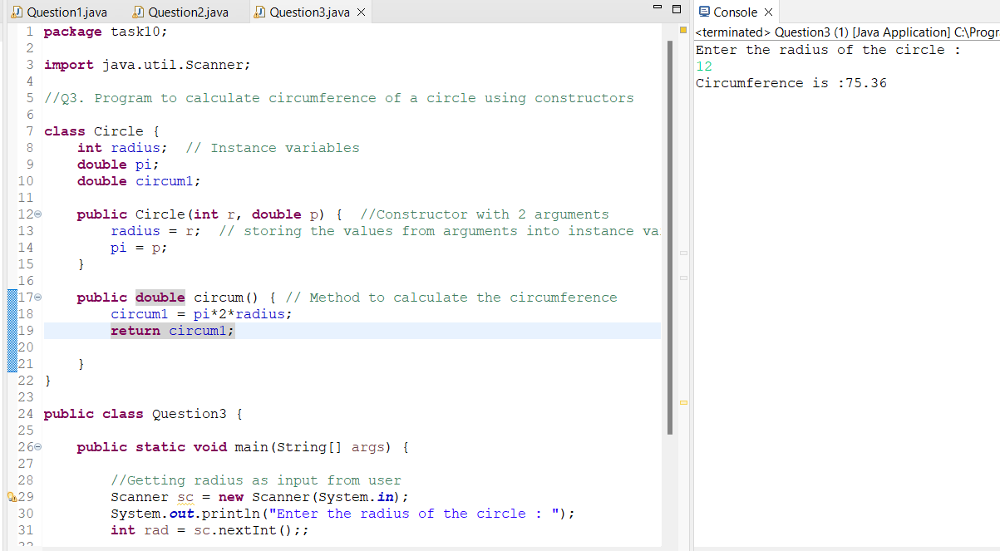 Question1.java Question2.java Question3.java
1 package task10;
2
3 import java.util.Scanner;
4
5 //Q3. Program to calculate circumference of a circle using constructors
6
7 class Circle {
8 int radius; // Instance variables
9 double pi;
10 double circum1;
11
12 public Circle(int r, double p) { //Constructor with 2 arguments
13 radius = r; // storing the values from arguments into instance va
14 pi = p;
15 }
16
17 public double circum() { // Method to calculate the circumference
18 circum1 = pi*2*radius;
19 return circum1;
20
21 }
22 }
23
24 public class Question3 {
25
26 public static void main(String[] args) {
27
28 //Getting radius as input from user
29 Scanner sc = new Scanner(System.in);
30 System.out.println("Enter the radius of the circle : ");
31 int rad = sc.nextInt();;
32
Console
<terminated> Question3 (1) [Java Application] C:\Progr
Enter the radius of the circle :
12
Circumference is :75.36